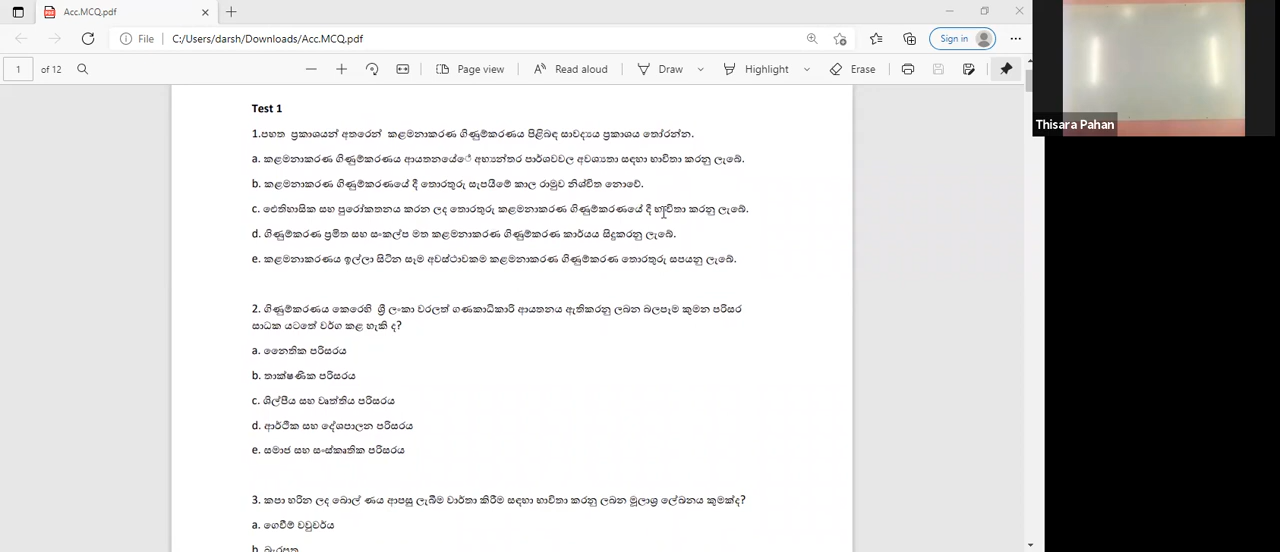 Acc.MCQ.pdf
File
C:/Users/darsh/Downloads/Acc.MCQ.pdf
Sign in
1 of 12
Page view
Read aloud
Draw
Highlight
Erase
Thisara Pahan
Test 1
1.පහත ප්‍රකාශයන් අතරෙන් කළමනාකරණ ගිණුම්කරණය පිළිබඳ සාවද්‍යය ප්‍රකාශය තෝරන්න.
a. කළමනාකරණ ගිණුම්කරණය ආයතනයේේ අභ්‍යන්තර පාර්ශවවල අවශ්‍යතා සඳහා භාවිතා කරනු ලැබේ.
b. කළමනාකරණ ගිණුම්කරණයේ දී තොරතුරු සැපයීමේ කාල රාමුව නිශ්චිත නොවේ.
c. ඓතිහාසික සහ පුරෝකතනය කරන ලද තොරතුරු කළමනාකරණ ගිණුම්කරණයේ දී භාවිතා කරනු ලැබේ.
d. ගිණුම්කරණ ප්‍රමිත සහ සංකල්ප මත කළමනාකරණ ගිණුම්කරණ කාර්යය සිදුකරනු ලැබේ.
e. කළමනාකරණය ඉල්ලා සිටින සෑම අවස්ථාවකම කළමනාකරණ ගිණුම්කරණ තොරතුරු සපයනු ලැබේ.
2. ගිණුම්කරණය කෙරෙහි ශ්‍රී ලංකා වරලත් ගණකාධිකාරි ආයතනය ඇතිකරනු ලබන බලපෑම කුමන පරිසර
සාධක යටතේ වර්ග කළ හැකි ද?
a. නෛතික පරිසරය
b. තාක්ෂණික පරිසරය
c. ශිල්පීය සහ වෘත්තිය පරිසරය
d. ආර්ථික සහ දේශපාලන පරිසරය
e. සමාජ සහ සංස්කෘතික පරිසරය
3. කපා හරින ලද බොල් ණය ආපසු ලැබීම වාර්තා කිරීම සඳහා භාවිතා කරනු ලබන මූලාශ්‍ර ලේඛනය කුමක්ද?
a. ගෙවීම් වවුචර්ය
b. බැරපත